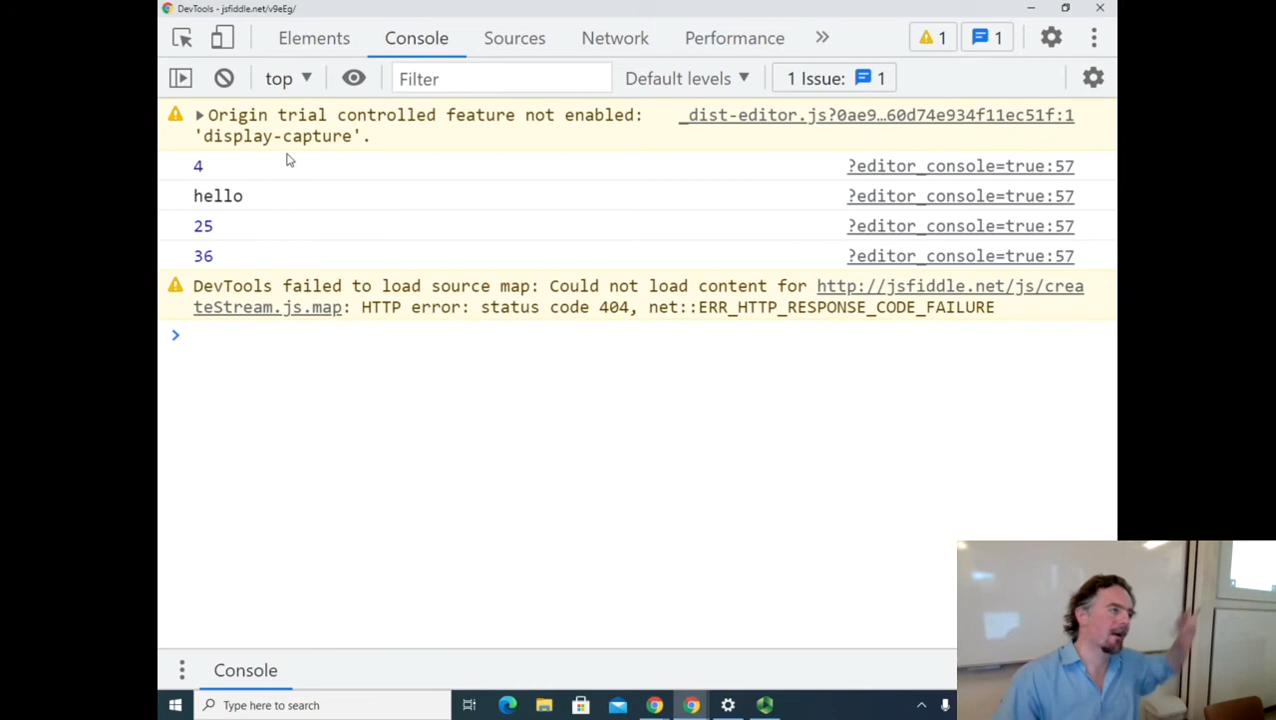 DevTools - jsfiddle.net/v9eEg/
Elements Console Sources Network Performance » 1 1
top ▼ Filter Default levels ▼ 1 Issue: 1
Origin trial controlled feature not enabled: _dist-editor.js?0ae9…60d74e934f11ec51f:1
'display-capture'.
4 ?editor_console=true:57
hello ?editor_console=true:57
25 ?editor_console=true:57
36 ?editor_console=true:57
DevTools failed to load source map: Could not load content for http://jsfiddle.net/js/crea
teStream.js.map: HTTP error: status code 404, net::ERR_HTTP_RESPONSE_CODE_FAILURE
Console
Type here to search